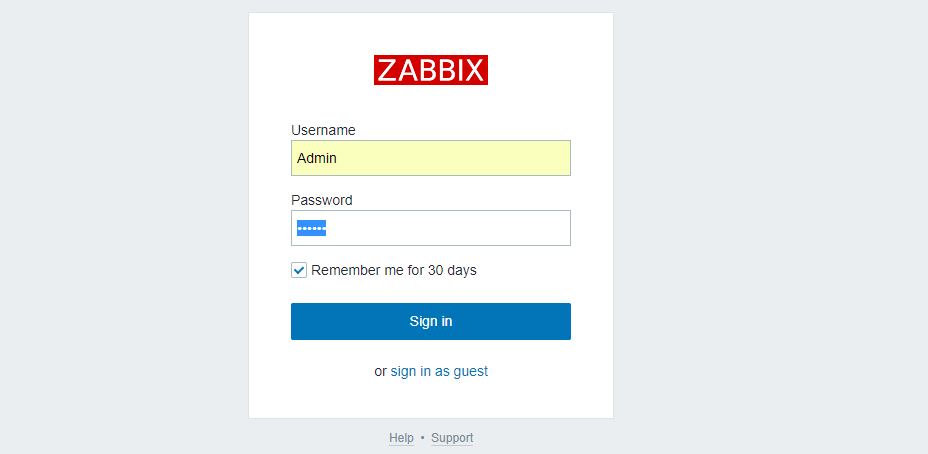 ZABBIX
Username
Admin
Password
••••••
Remember me for 30 days
Sign in
or sign in as guest
Help • Support